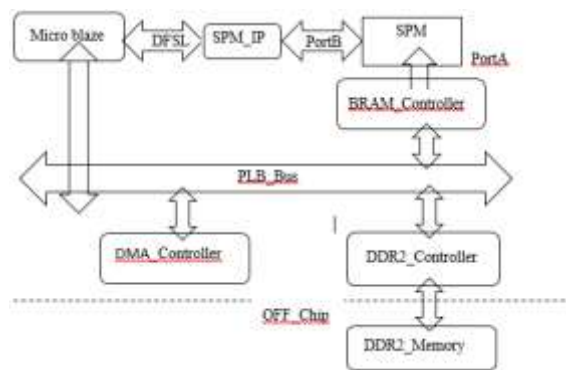 Micro blaze
DFSL
SPM_IP
PortB
SPM
PortA
BRAM_Controller
PLB_Bus
DMA_Controller
DDR2_Controller
OFF_Chip
DDR2_Memory